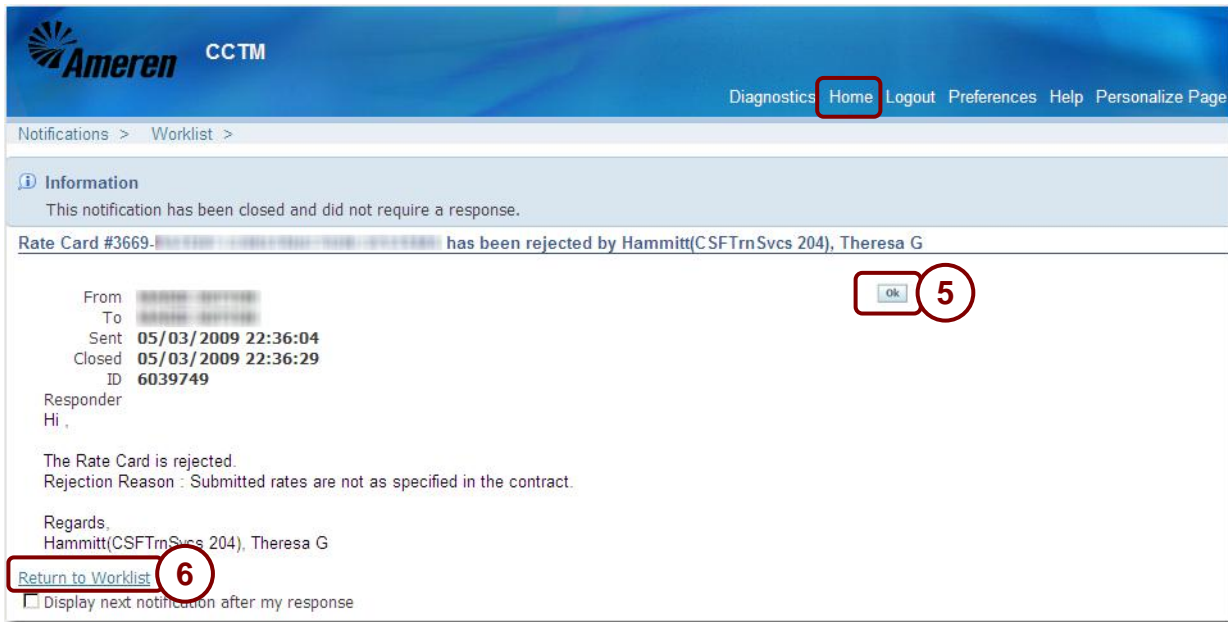 Ameren CCTM
Diagnostics Home Logout Preferences Help Personalize Page
Notifications > Worklist >
Information
This notification has been closed and did not require a response.
Rate Card #3669- has been rejected by Hammitt(CSFTrnSvcs 204), Theresa G
Ok 5
From
To
Sent 05/03/2009 22:36:04
Closed 05/03/2009 22:36:29
ID 6039749
Responder
Hi ,
The Rate Card is rejected.
Rejection Reason : Submitted rates are not as specified in the contract.
Regards,
Hammitt(CSFTrnSvcs 204), Theresa G
Return to Worklist 6
Display next notification after my response